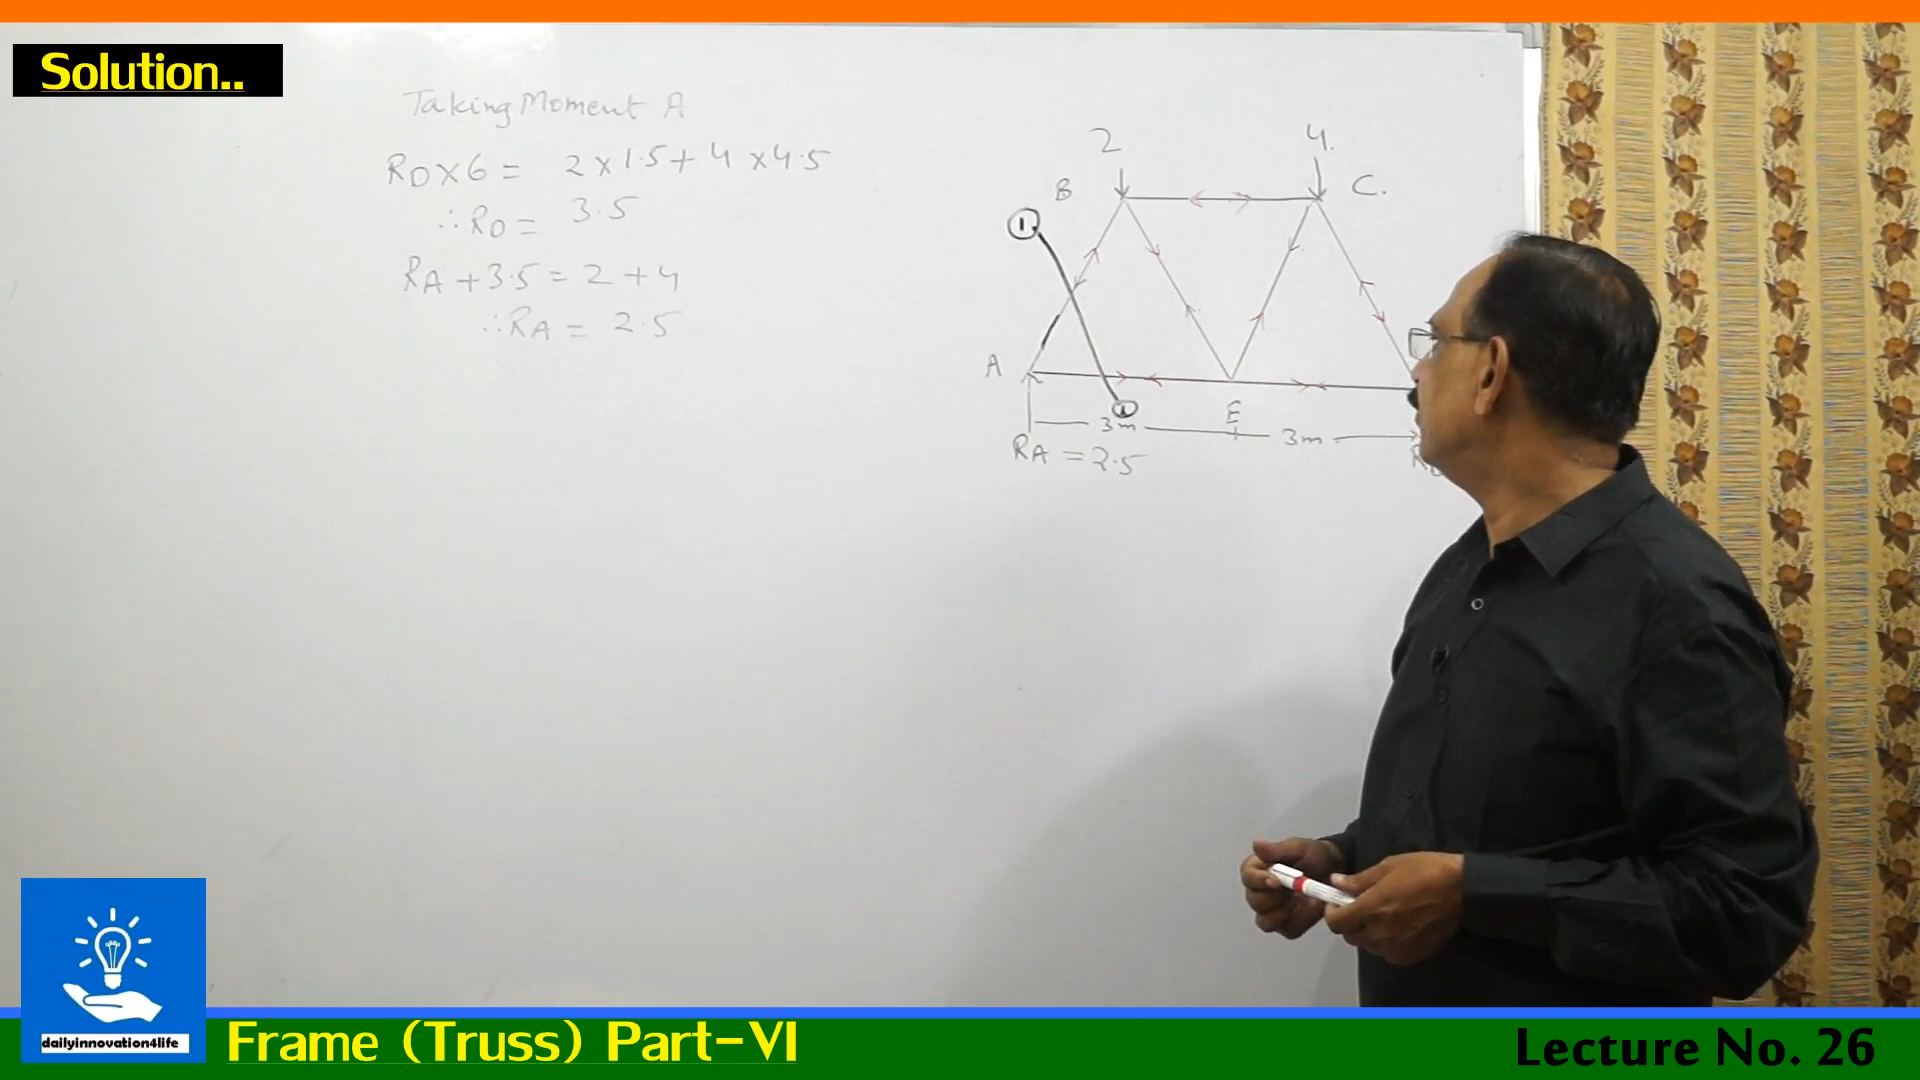 Solution..
Taking Moment A
RD×6 = 2×1.5+4×4.5
∴RD = 3.5
RA+3.5=2+4
∴RA = 2.5
2
4.
B
C.
1
A
1
E
3m
3m
RA = 2.5
dailyinnovation4life
Frame (Truss) Part-VI
Lecture No. 26